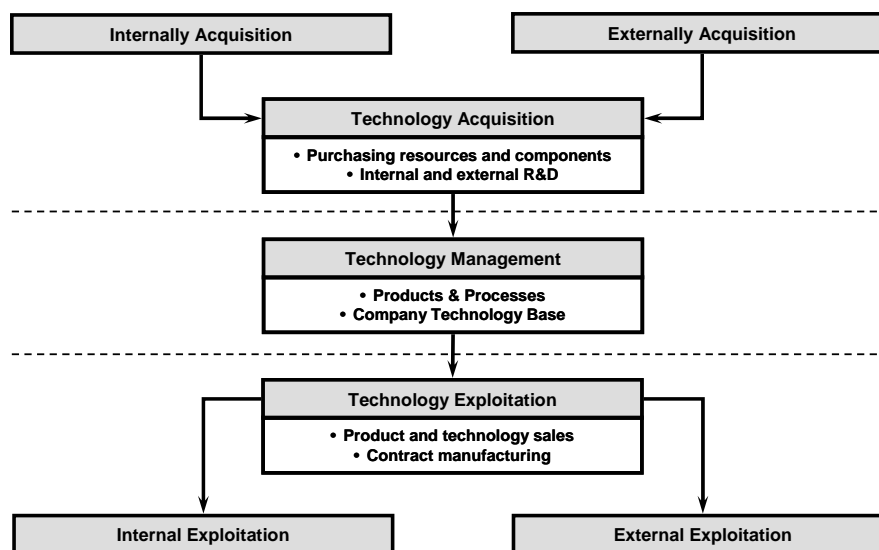 Internally Acquisition
Externally Acquisition
Technology Acquisition
• Purchasing resources and components
• Internal and external R&D
Technology Management
• Products & Processes
• Company Technology Base
Technology Exploitation
• Product and technology sales
• Contract manufacturing
Internal Exploitation
External Exploitation